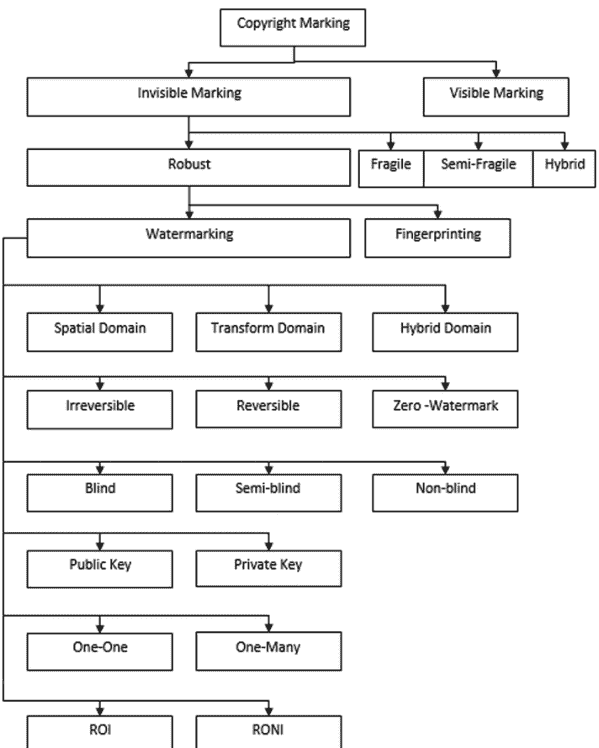 Copyright Marking
Invisible Marking
Visible Marking
Robust
Fragile
Semi-Fragile
Hybrid
Watermarking
Fingerprinting
Spatial Domain
Transform Domain
Hybrid Domain
Irreversible
Reversible
Zero -Watermark
Blind
Semi-blind
Non-blind
Public Key
Private Key
One-One
One-Many
ROI
RONI